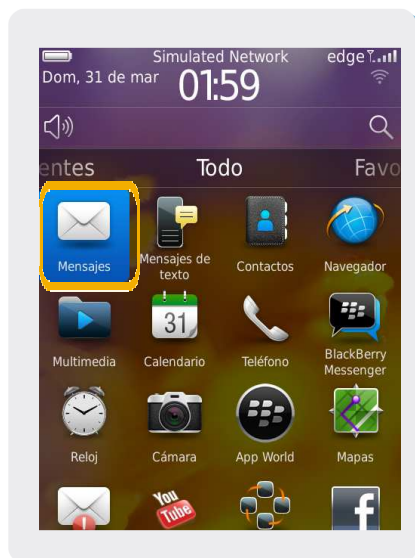 Simulated Network
edge
Dom, 31 de mar
01:59
entes
Todo
Favo
Mensajes
Mensajes de
texto
Contactos
Navegador
31
Multimedia
Calendario
Teléfono
BlackBerry
Messenger
Reloj
Cámara
App World
Mapas
You
Tube
f